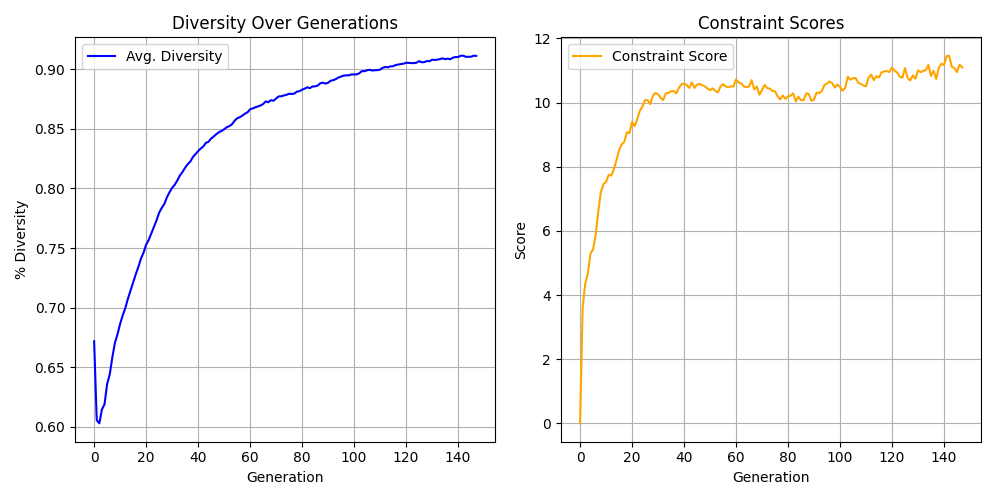 Diversity Over Generations
Avg. Diversity
% Diversity
0.90
0.85
0.80
0.75
0.70
0.65
0.60
0 20 40 60 80 100 120 140
Generation
Constraint Scores
Constraint Score
Score
12
10
8
6
4
2
0
0 20 40 60 80 100 120 140
Generation